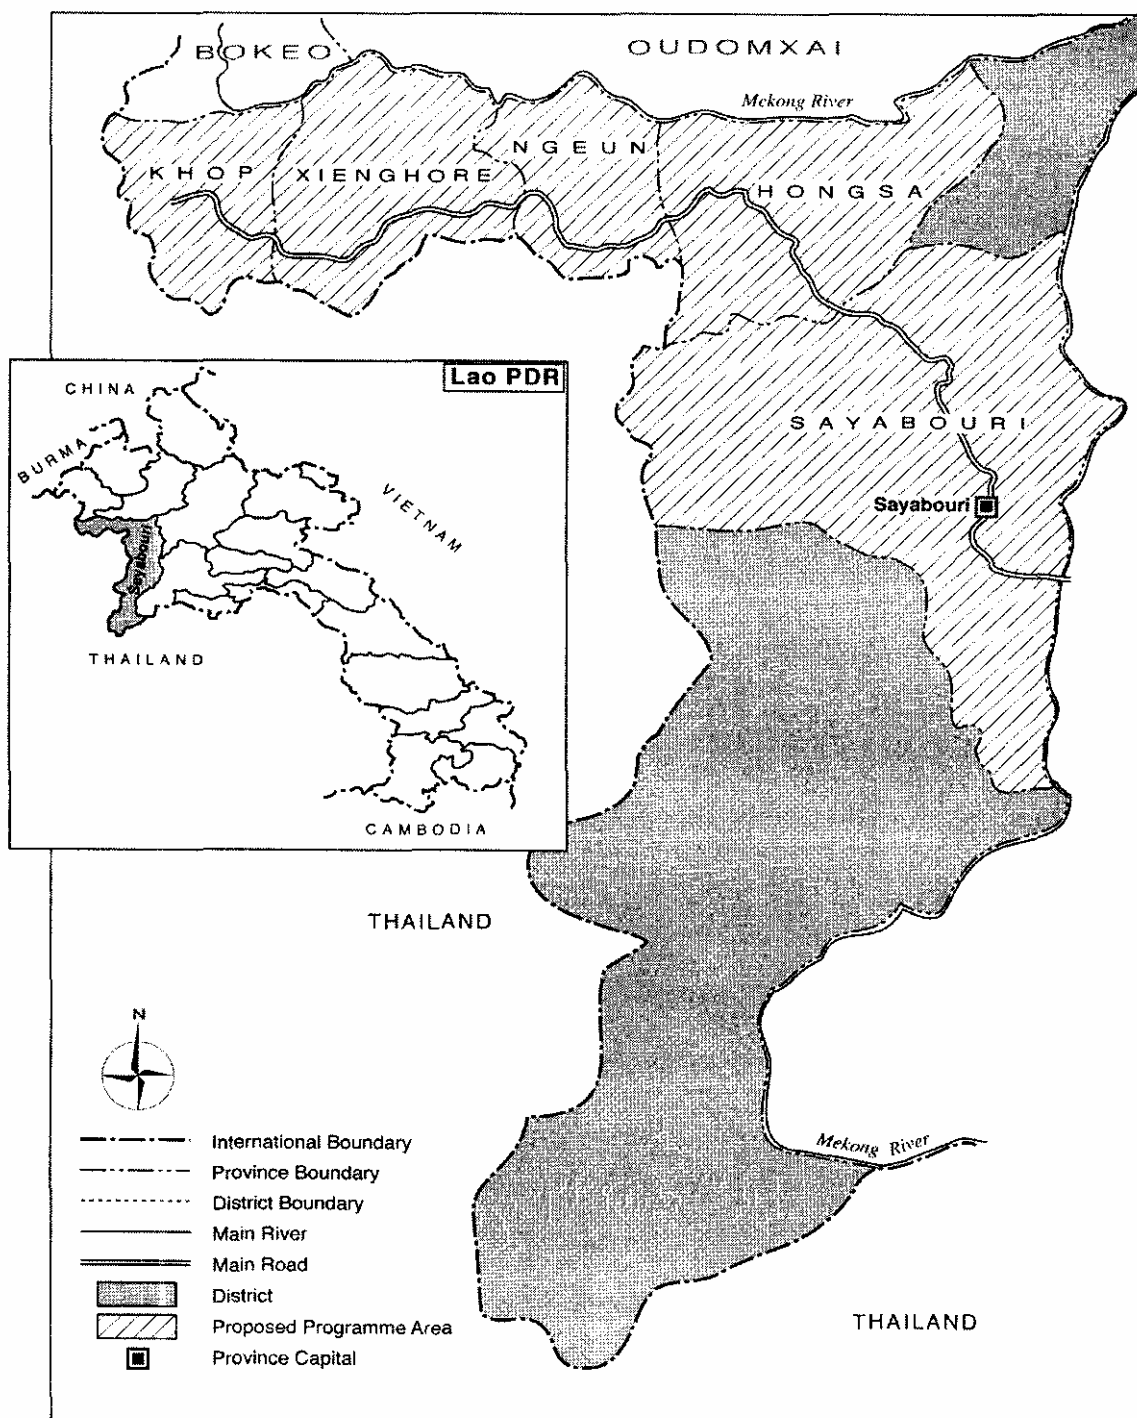 BOKEO
OUDOMXAI
Mekong River
NGEUN
KHOP
XIENGHORE
HONGSA
Lao PDR
CHINA
BURMA
VIETNAM
Sayabouri
THAILAND
CAMBODIA
SAYABOURI
Sayabouri
THAILAND
N
Mekong River
International Boundary
Province Boundary
District Boundary
Main River
Main Road
District
Proposed Programme Area
Province Capital
THAILAND